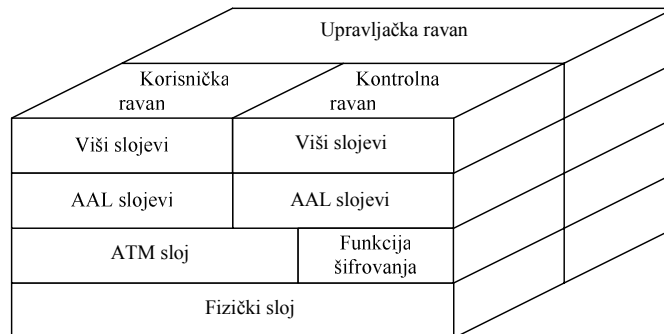 Upravljačka ravan
Korisnička
ravan
Kontrolna
ravan
Viši slojevi
Viši slojevi
AAL slojevi
AAL slojevi
ATM sloj
Funkcija
šifrovanja
Fizički sloj